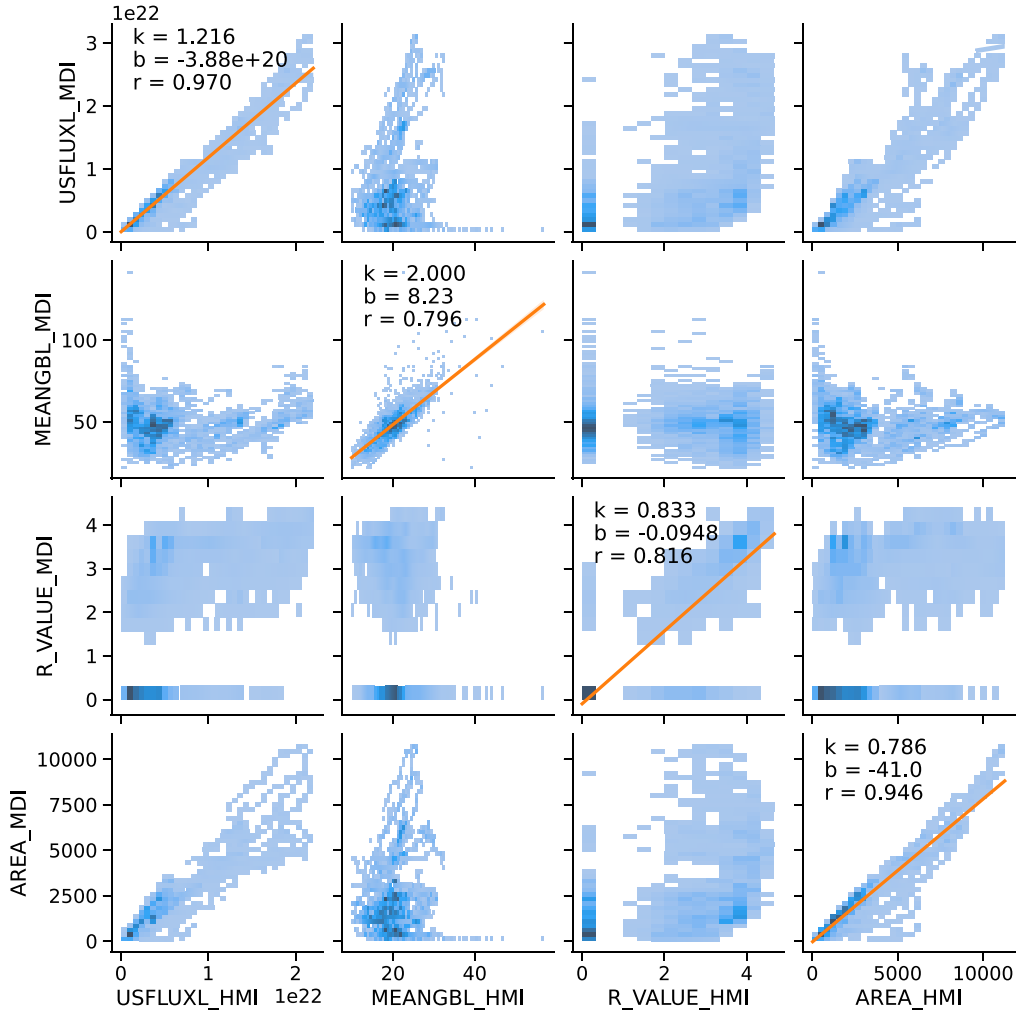 1e22
k = 1.216
b = -3.88e+20
r = 0.970
3
2
1
0
USFLUXL_MDI
k = 2.000
b = 8.23
r = 0.796
100
50
MEANGBL_MDI
k = 0.833
b = -0.0948
r = 0.816
4
3
2
1
0
R_VALUE_MDI
k = 0.786
b = -41.0
r = 0.946
10000
7500
5000
2500
0
AREA_MDI
0 1 2 20 40 0 2 4 0 5000 10000
1e22
USFLUXL_HMI MEANGBL_HMI R_VALUE_HMI AREA_HMI